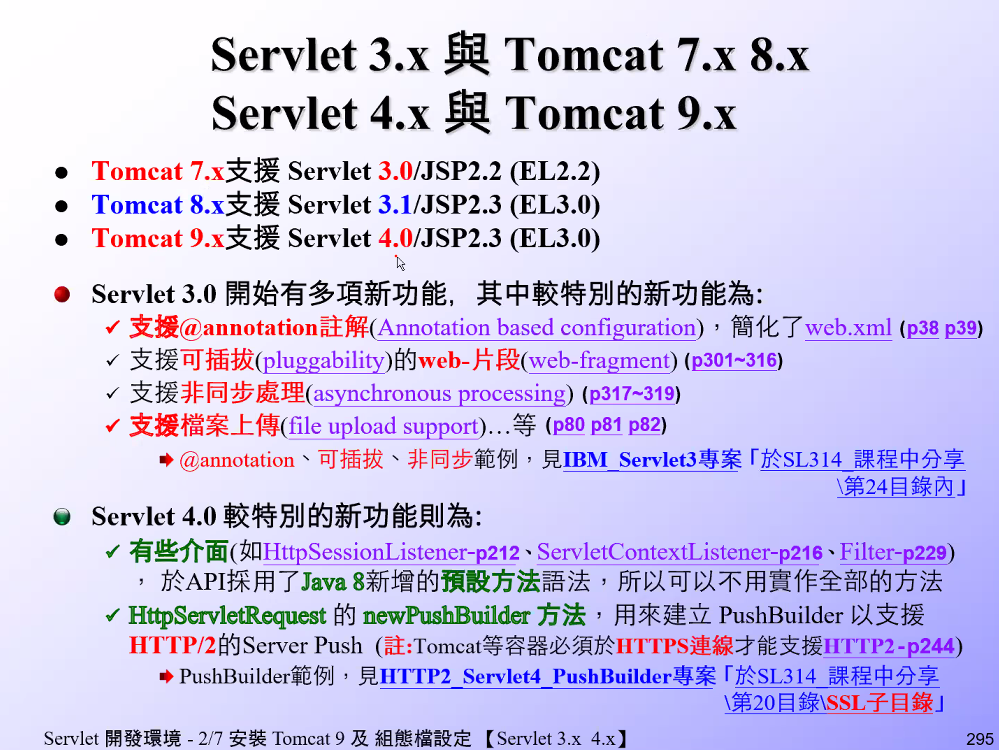 Servlet 3.x 與 Tomcat 7.x 8.x
Servlet 4.x 與 Tomcat 9.x
● Tomcat 7.x支援 Servlet 3.0/JSP2.2 (EL2.2)
● Tomcat 8.x支援 Servlet 3.1/JSP2.3 (EL3.0)
● Tomcat 9.x支援 Servlet 4.0/JSP2.3 (EL3.0)
Servlet 3.0 開始有多項新功能，其中較特別的新功能為:
✓ 支援@annotation註解(Annotation based configuration)，簡化了web.xml (p38 p39)
✓ 支援可插拔(pluggability)的web-片段(web-fragment) (p301~p316)
✓ 支援非同步處理(asynchronous processing) (p317~p319)
✓ 支援檔案上傳(file upload support)…等 (p80 p81 p82)
@annotation、可插拔、非同步範例，見IBM_Servlet3專案「於SL314_課程中分享
\第24目錄內」
Servlet 4.0 較特別的新功能則為:
✓ 有些介面(如HttpSessionListener-p212、ServletContextListener-p216、Filter-p229)
， 於API採用了Java 8新增的預設方法語法，所以可以不用實作全部的方法
✓ HttpServletRequest 的 newPushBuilder 方法，用來建立 PushBuilder 以支援
HTTP/2的Server Push (註:Tomcat等容器必須於HTTPS連線才能支援HTTP2-p244)
PushBuilder範例，見HTTP2_Servlet4_PushBuilder專案「於SL314_課程中分享
\第20目錄\SSL子目錄」
Servlet 開發環境 - 2/7 安裝 Tomcat 9 及 組態檔設定 【Servlet 3.x 4.x】
295